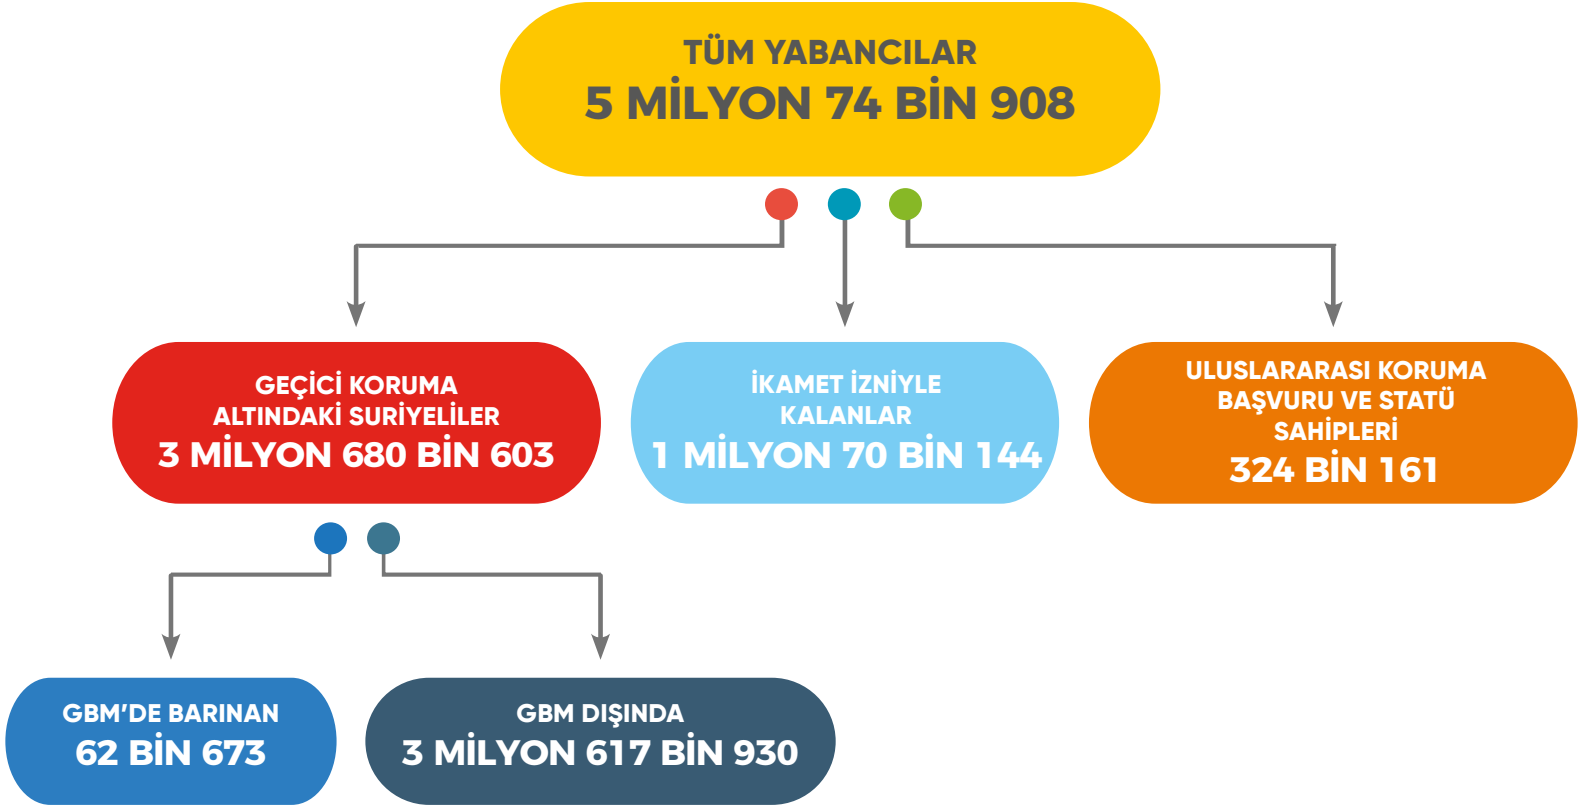 TÜM YABANCILAR
5 MİLYON 74 BİN 908
GEÇİCİ KORUMA
ALTINDAKİ SURİYELİLER
3 MİLYON 680 BİN 603
İKAMET İZNİYLE
KALANLAR
1 MİLYON 70 BİN 144
ULUSLARARASI KORUMA
BAŞVURU VE STATÜ
SAHİPLERİ
324 BİN 161
GBM'DE BARINAN
62 BİN 673
GBM DIŞINDA
3 MİLYON 617 BİN 930